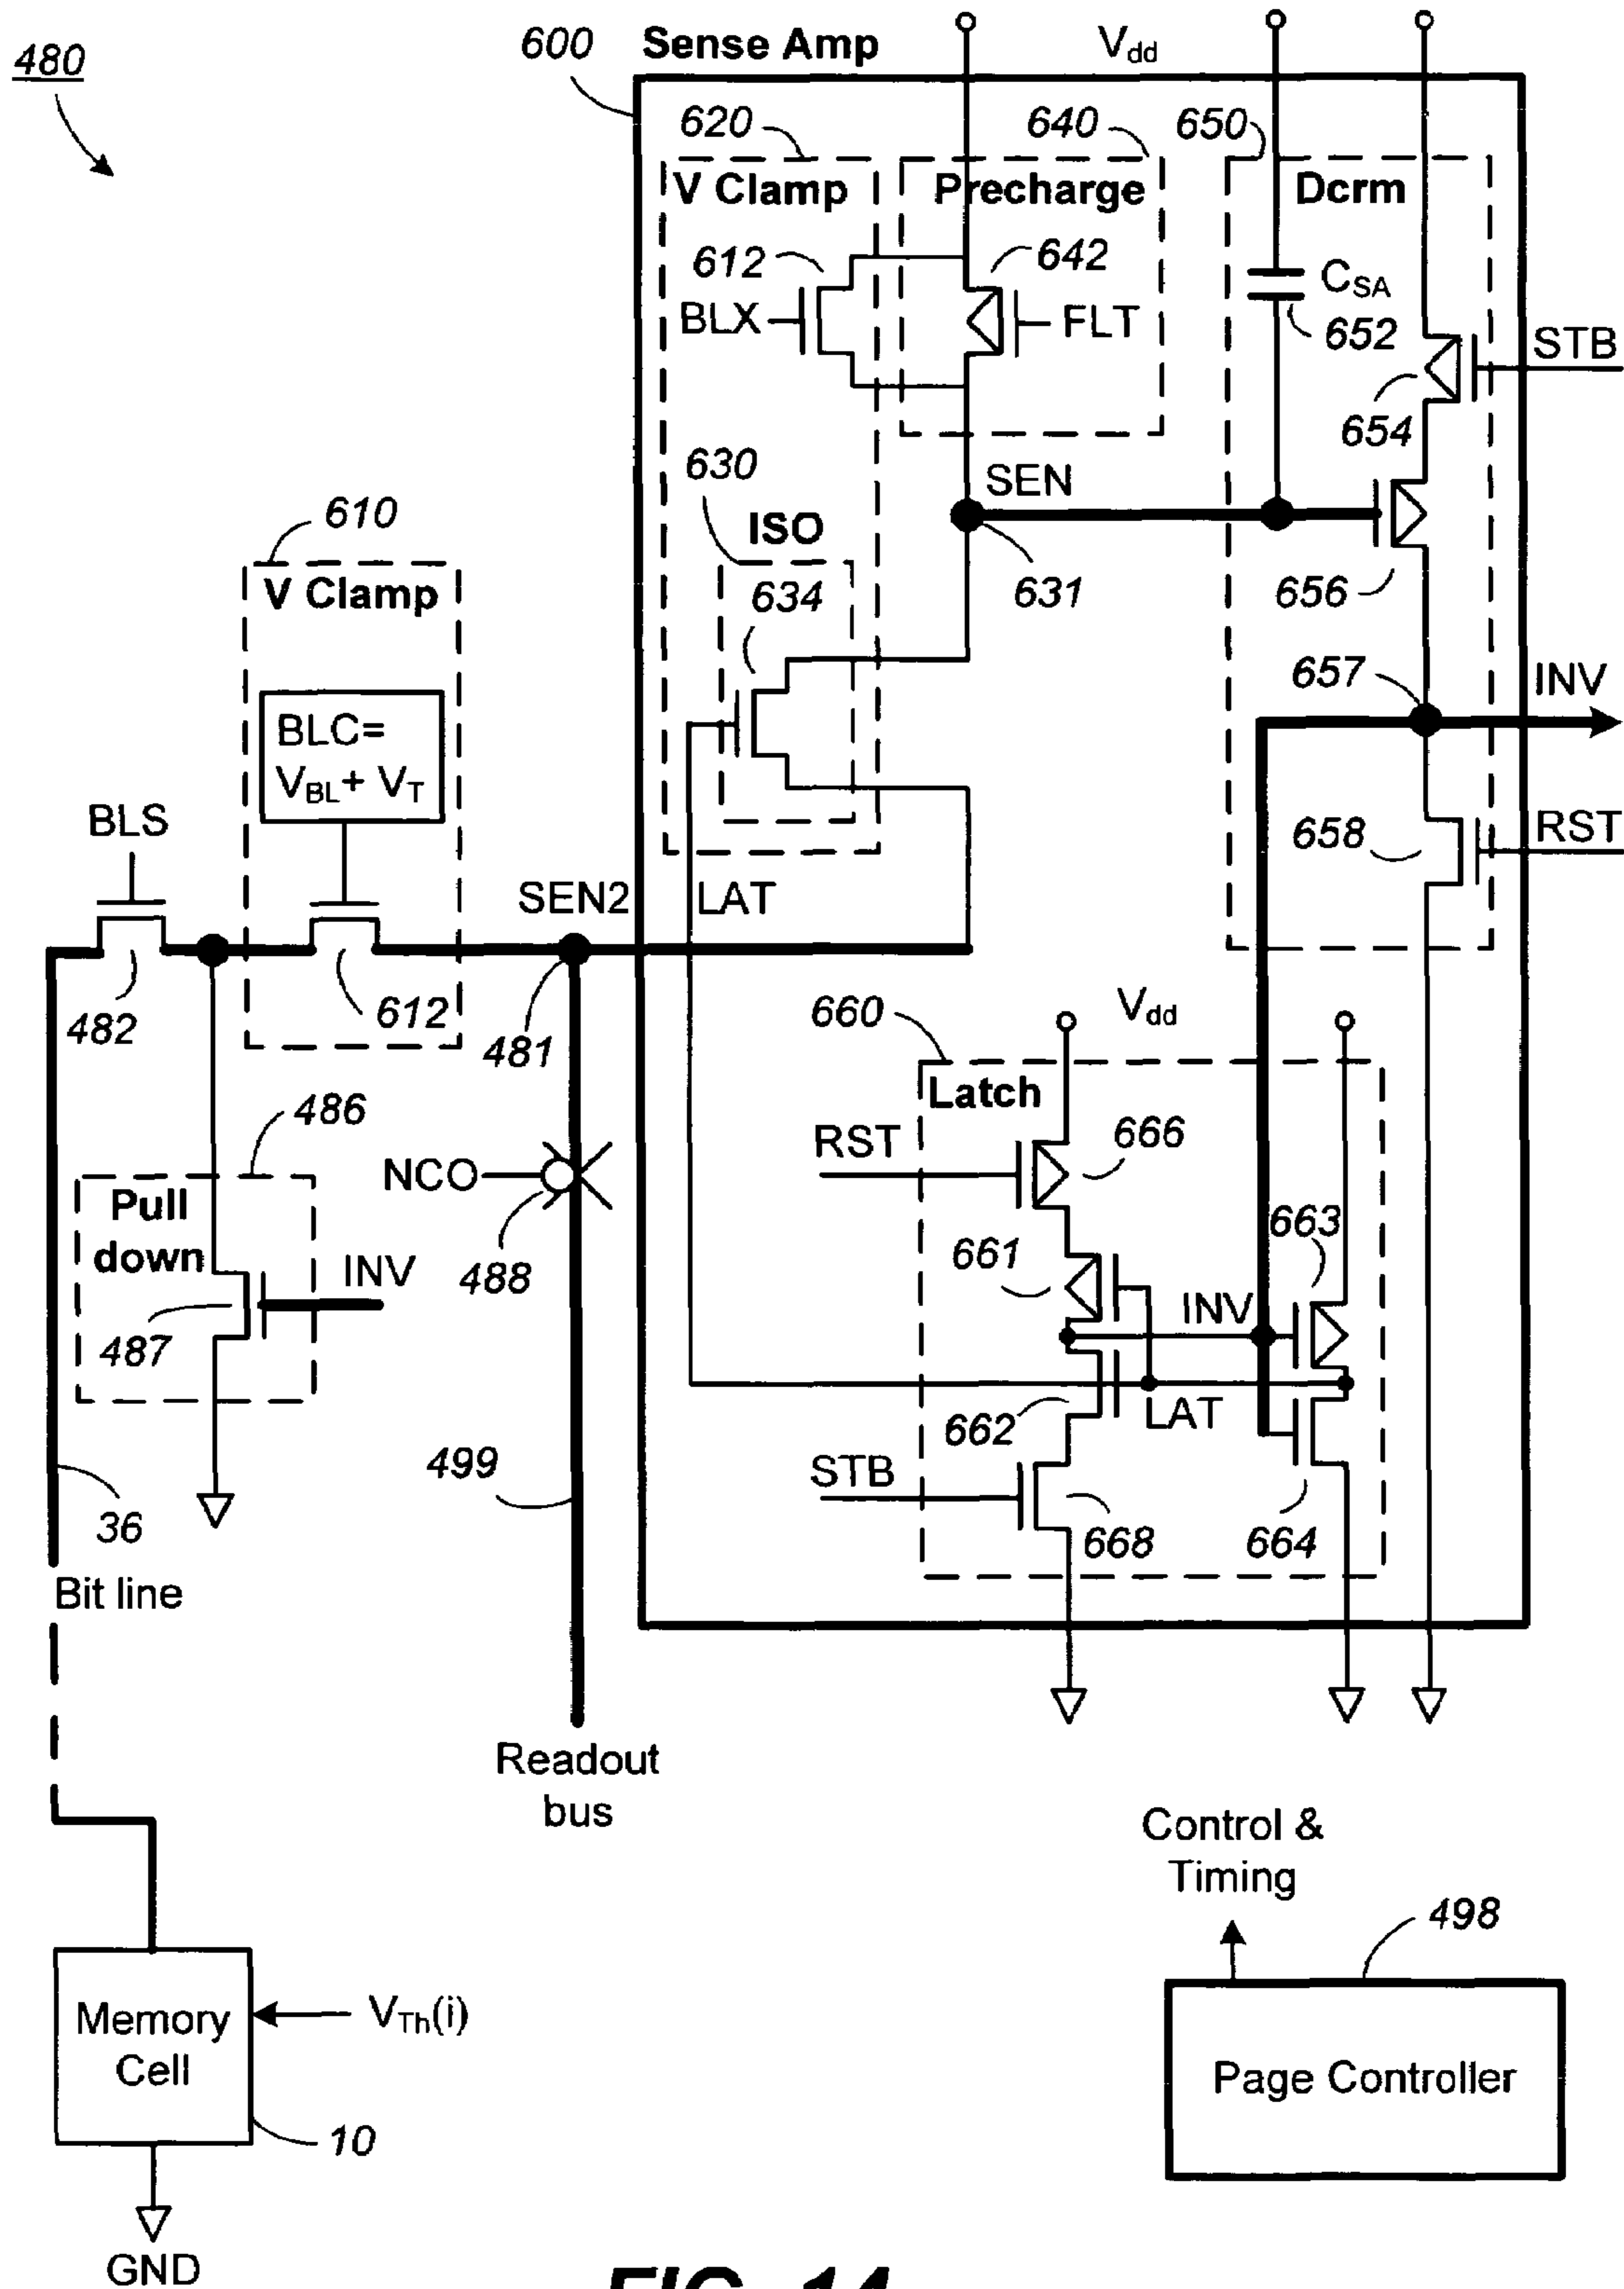 480
600
Sense Amp
Vdd
620
640
650
V Clamp
Precharge
Dcrm
612
642
BLX
FLT
CSA
652
STB
654
630
SEN
610
ISO
V Clamp
634
631
656
657
INV
BLC=
VBL+ VT
BLS
658
RST
SEN2
LAT
482
612
481
660
Vdd
Latch
486
RST
666
NCO
Pull
down
663
661
INV
488
INV
487
662
LAT
499
STB
36
668
664
Bit line
Readout
bus
Control &
Timing
498
Memory
Cell
VTh(i)
Page Controller
10
GND
FIG. 14